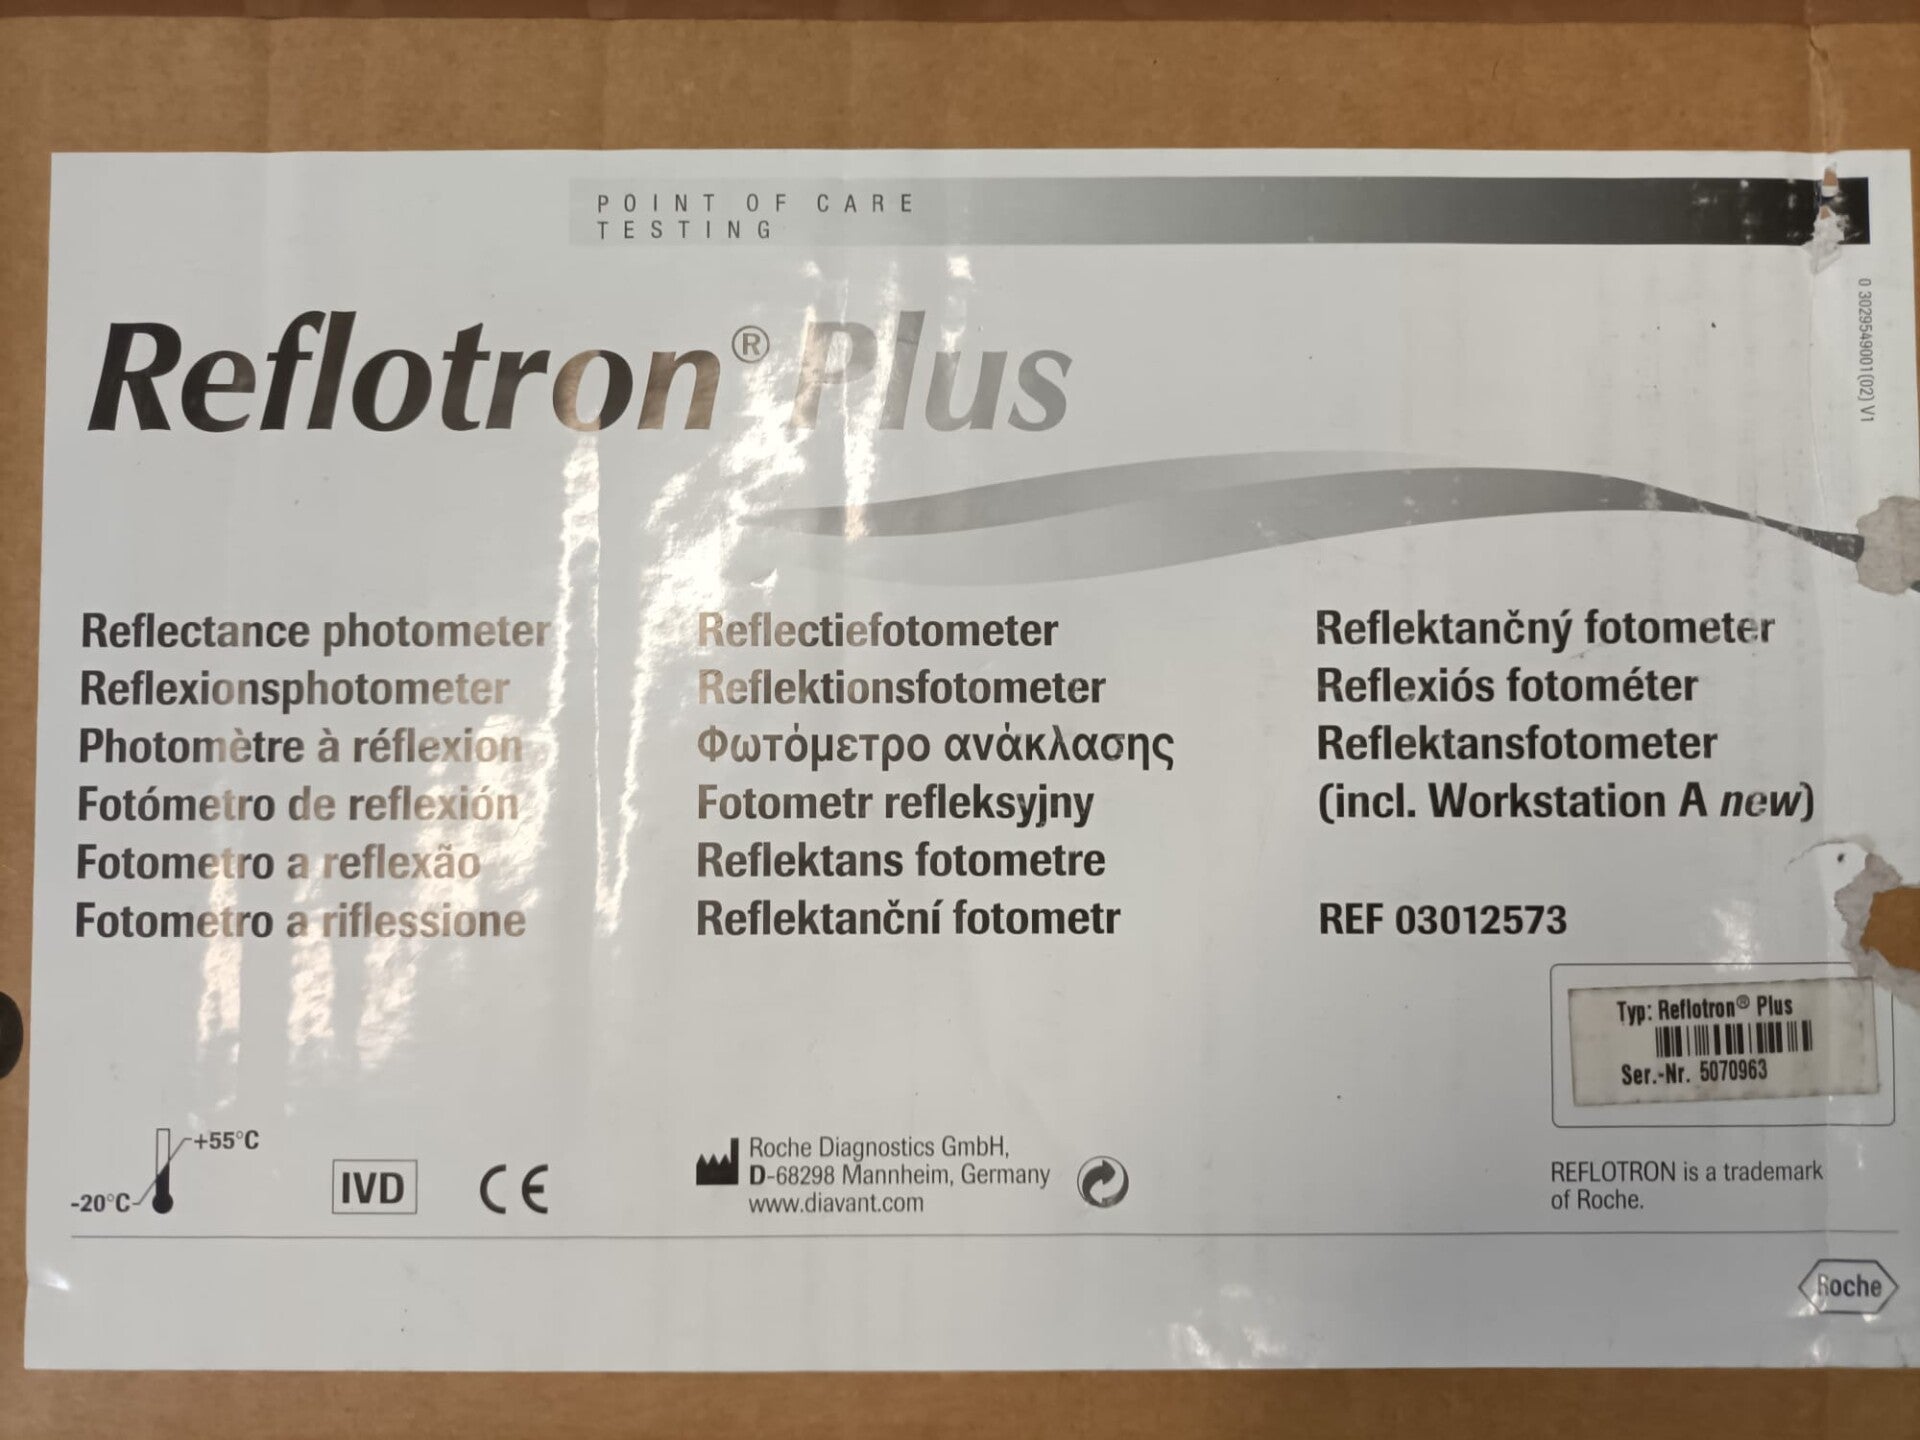 POINT OF CARE
TESTING
Reflotron® Plus
0 3029549001(02) V1
Reflectance photometer
Reflexionsphotometer
Photomètre à réflexion
Fotómetro de reflexión
Fotometro a reflexão
Fotometro a riflessione
Reflectiefotometer
Reflektionsfotometer
Φωτόμετρο ανάκλασης
Fotometr refleksyjny
Reflektans fotometre
Reflektanční fotometr
Reflektančný fotometer
Reflexiós fotométer
Reflektansfotometer
(incl. Workstation A new)
REF 03012573
Typ: Reflotron® Plus
Ser.-Nr. 5070963
+55°C
-20°C
IVD
CE
Roche Diagnostics GmbH,
D-68298 Mannheim, Germany
www.diavant.com
REFLOTRON is a trademark
of Roche.
Roche